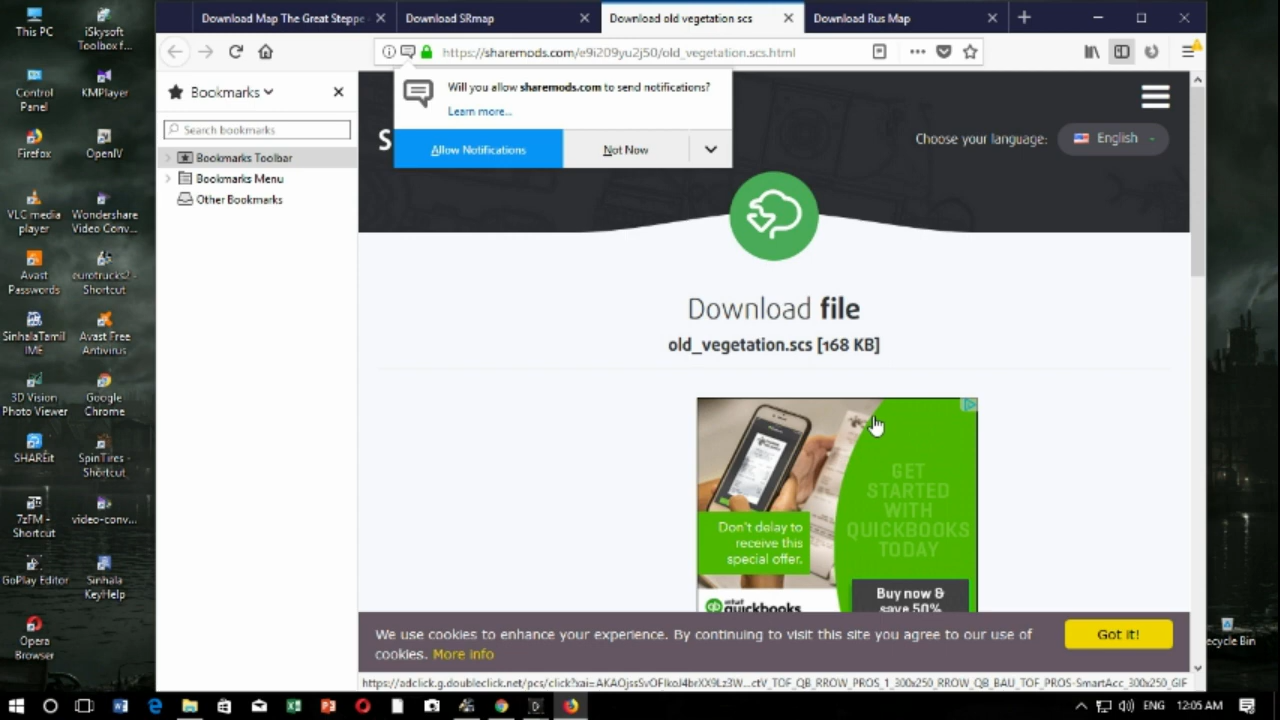 This PC
iSkysoft
Toolbox f...
Control
Panel
KMPlayer
Firefox
OpenIV
VLC media
player
Wondershare
Video Conv...
Avast
Passwords
eurotrucks2 -
Shortcut
SinhalaTamil
IME
Avast Free
Antivirus
3D Vision
Photo Viewer
Google
Chrome
SHAREit
SpinTires -
Shortcut
7zFM -
Shortcut
video-conv...
GoPlay Editor
Sinhala
KeyHelp
Opera
Browser
Download Map The Great Steppe -
Download SRmap
Download old vegetation scs
Download Rus Map
https://sharemods.com/e9i209yu2j50/old_vegetation.scs.html
Bookmarks
Search bookmarks
Bookmarks Toolbar
Bookmarks Menu
Other Bookmarks
Will you allow sharemods.com to send notifications?
Learn more...
Allow Notifications
Not Now
S
Choose your language:
English
Download file
old_vegetation.scs [168 KB]
Don't delay to
receive this
special offer.
GET
STARTED
WITH
QUICKBOOKS
TODAY
intuit
quickbooks
Buy now &
save 50%
We use cookies to enhance your experience. By continuing to visit this site you agree to our use of
cookies. More info
Got it!
ecycle Bin
ENG
12:05 AM